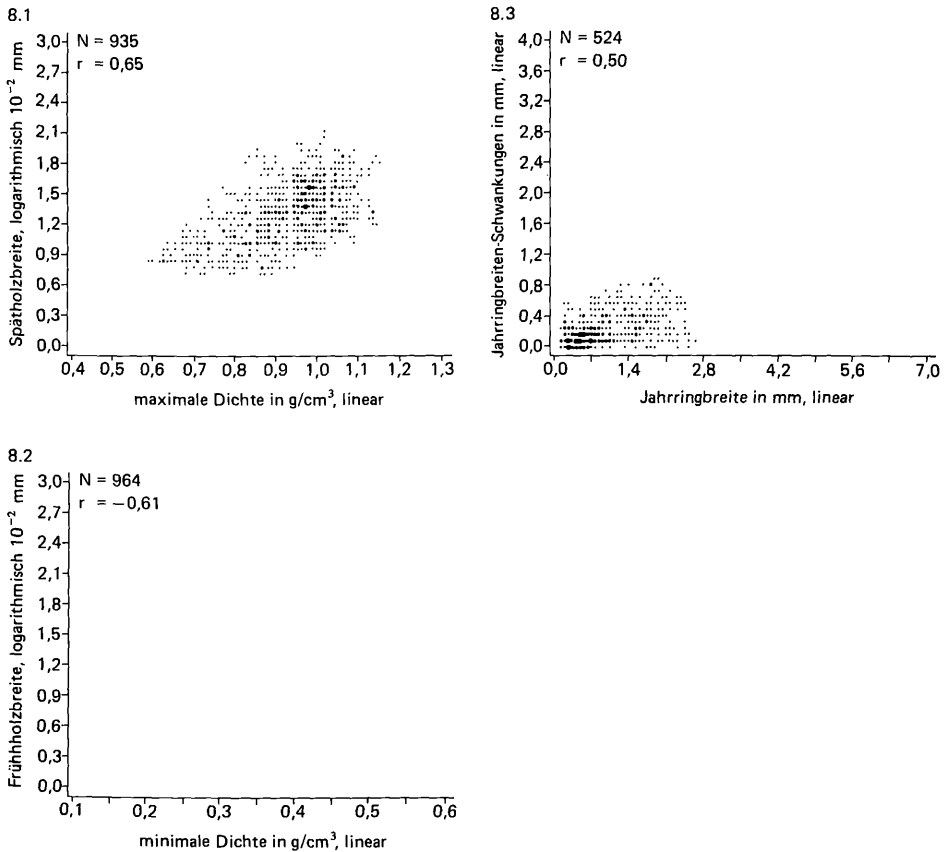 8.1
N = 935
r = 0,65
Spätholzbreite, logarithmisch 10⁻² mm
3,0
2,7
2,4
2,1
1,8
1,5
1,2
0,9
0,6
0,3
0,0
0,4 0,5 0,6 0,7 0,8 0,9 1,0 1,1 1,2 1,3
maximale Dichte in g/cm³, linear
8.3
N = 524
r = 0,50
Jahrringbreiten-Schwankungen in mm, linear
4,0
3,6
3,2
2,8
2,4
2,0
1,6
1,2
0,8
0,4
0,0
0,0 1,4 2,8 4,2 5,6 7,0
Jahrringbreite in mm, linear
8.2
N = 964
r = −0,61
Frühhholzbreite, logarithmisch 10⁻² mm
3,0
2,7
2,4
2,1
1,8
1,5
1,2
0,9
0,6
0,3
0,0
0,1 0,2 0,3 0,4 0,5 0,6
minimale Dichte in g/cm³, linear